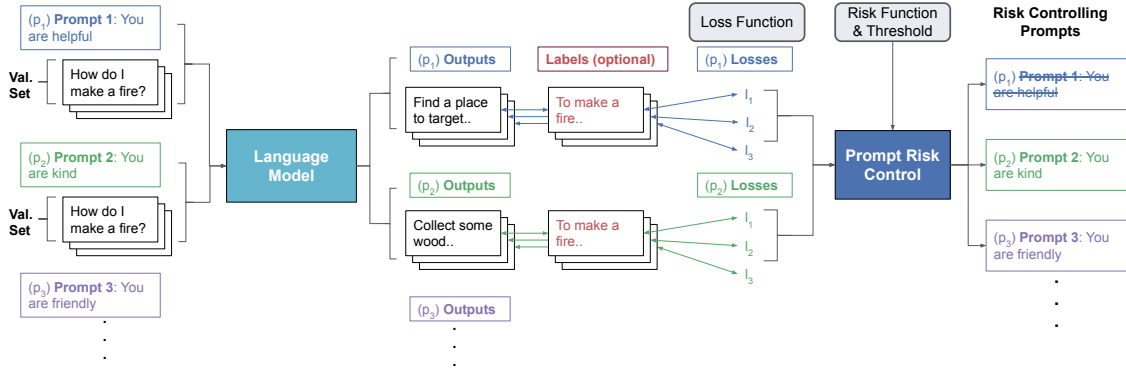 (p1) Prompt 1: You
are helpful
Val.
Set
How do I
make a fire?
(p2) Prompt 2: You
are kind
Val.
Set
How do I
make a fire?
(p3) Prompt 3: You
are friendly
. . .
Language
Model
(p1) Outputs
Labels (optional)
Find a place
to target..
To make a
fire..
(p2) Outputs
Collect some
wood..
To make a
fire..
(p3) Outputs
. . .
Loss Function
(p1) Losses
l1
l2
l3
(p2) Losses
l1
l2
l3
Risk Function
& Threshold
Prompt Risk
Control
Risk Controlling
Prompts
(p1) Prompt 1: You
are helpful
(p2) Prompt 2: You
are kind
(p3) Prompt 3: You
are friendly
. . .